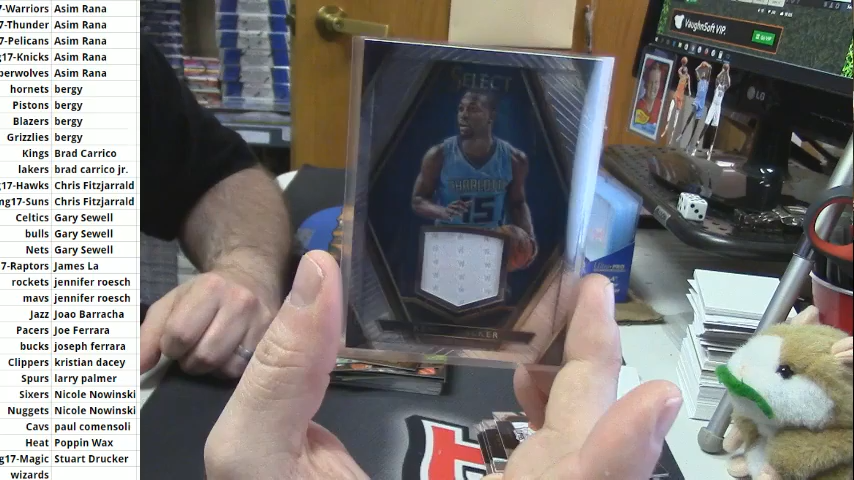 7-Warriors Asim Rana
7-Thunder Asim Rana
7-Pelicans Asim Rana
g17-Knicks Asim Rana
berwolves Asim Rana
hornets bergy
Pistons bergy
Blazers bergy
Grizzlies bergy
Kings Brad Carrico
lakers brad carrico jr.
g17-Hawks Chris Fitzjarrald
ng17-Suns Chris Fitzjarrald
Celtics Gary Sewell
bulls Gary Sewell
Nets Gary Sewell
7-Raptors James La
rockets jennifer roesch
mavs jennifer roesch
Jazz Joao Barracha
Pacers Joe Ferrara
bucks joseph ferrara
Clippers kristian dacey
Spurs larry palmer
Sixers Nicole Nowinski
Nuggets Nicole Nowinski
Cavs paul comensoli
Heat Poppin Wax
g17-Magic Stuart Drucker
wizards
VaughnSoft VIP.
LG
SELECT
CHARLOTTE
15